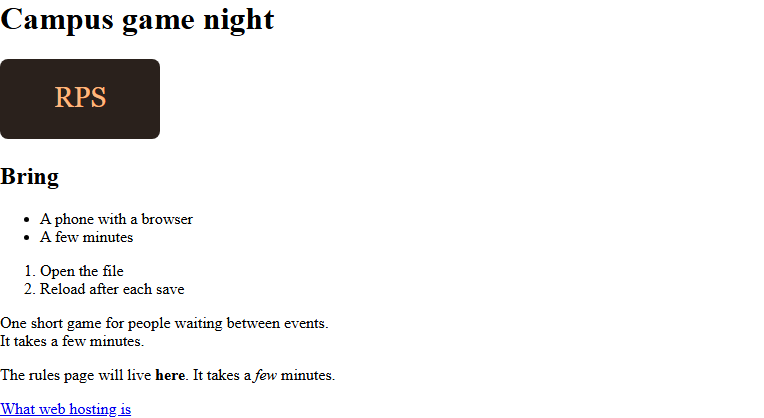 Campus game night
RPS
Bring
A phone with a browser
A few minutes
1. Open the file
2. Reload after each save
One short game for people waiting between events.
It takes a few minutes.
The rules page will live here. It takes a few minutes.
What web hosting is